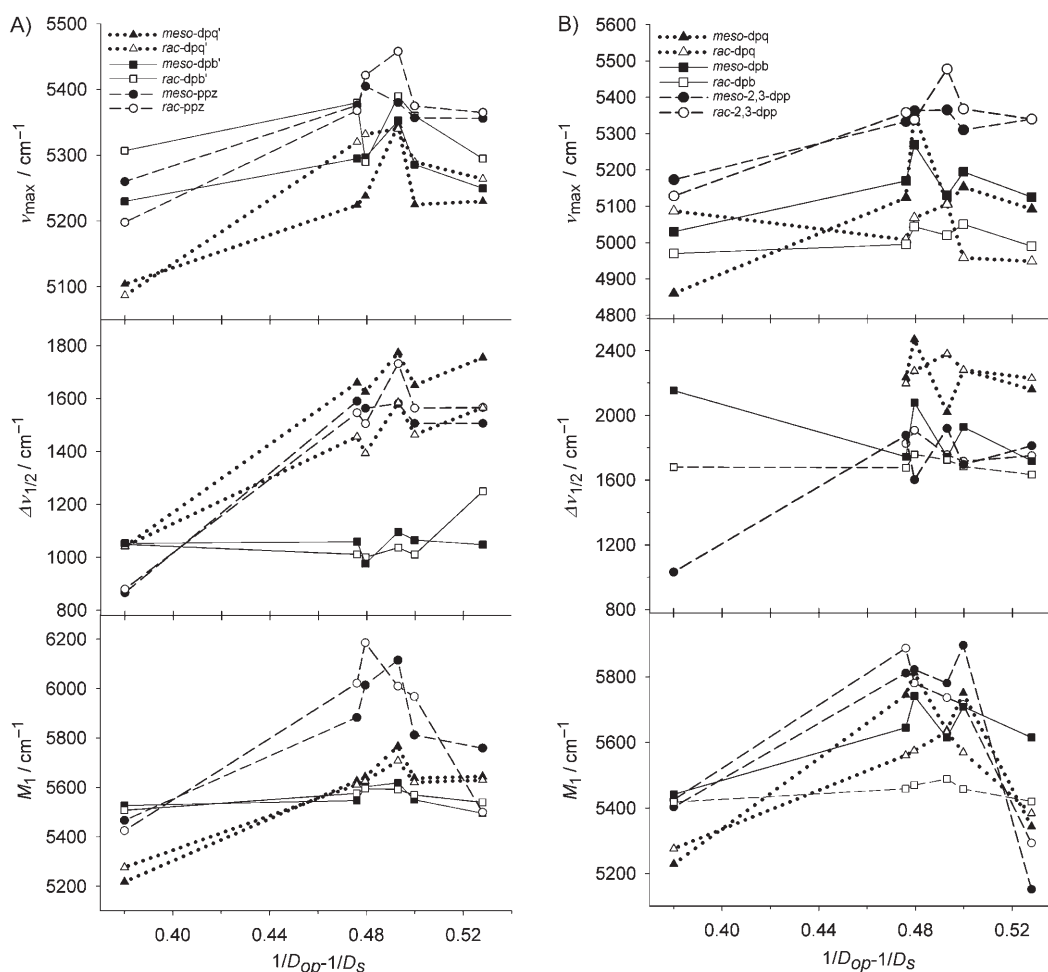 A)
meso-dpq'
rac-dpq'
meso-dpb'
rac-dpb'
meso-ppz
rac-ppz
5500
5400
5300
5200
5100
νmax / cm⁻¹
1800
1600
1400
1200
1000
800
Δν1/2 / cm⁻¹
6200
6000
5800
5600
5400
5200
M1 / cm⁻¹
0.40 0.44 0.48 0.52
1/Dop-1/Ds
B)
meso-dpq
rac-dpq
meso-dpb
rac-dpb
meso-2,3-dpp
rac-2,3-dpp
5600
5500
5400
5300
5200
5100
5000
4900
4800
νmax / cm⁻¹
2400
2000
1600
1200
800
Δν1/2 / cm⁻¹
5800
5600
5400
5200
5000
M1 / cm⁻¹
0.40 0.44 0.48 0.52
1/Dop-1/Ds